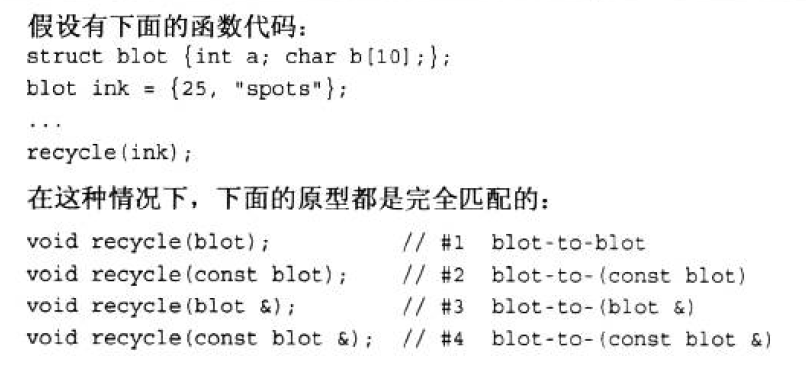 假设有下面的函数代码：
struct blot {int a; char b[10];};
blot ink = {25, "spots"};
...
recycle(ink);
在这种情况下，下面的原型都是完全匹配的：
void recycle(blot); // #1 blot-to-blot
void recycle(const blot); // #2 blot-to-(const blot)
void recycle(blot &); // #3 blot-to-(blot &)
void recycle(const blot &); // #4 blot-to-(const blot &)